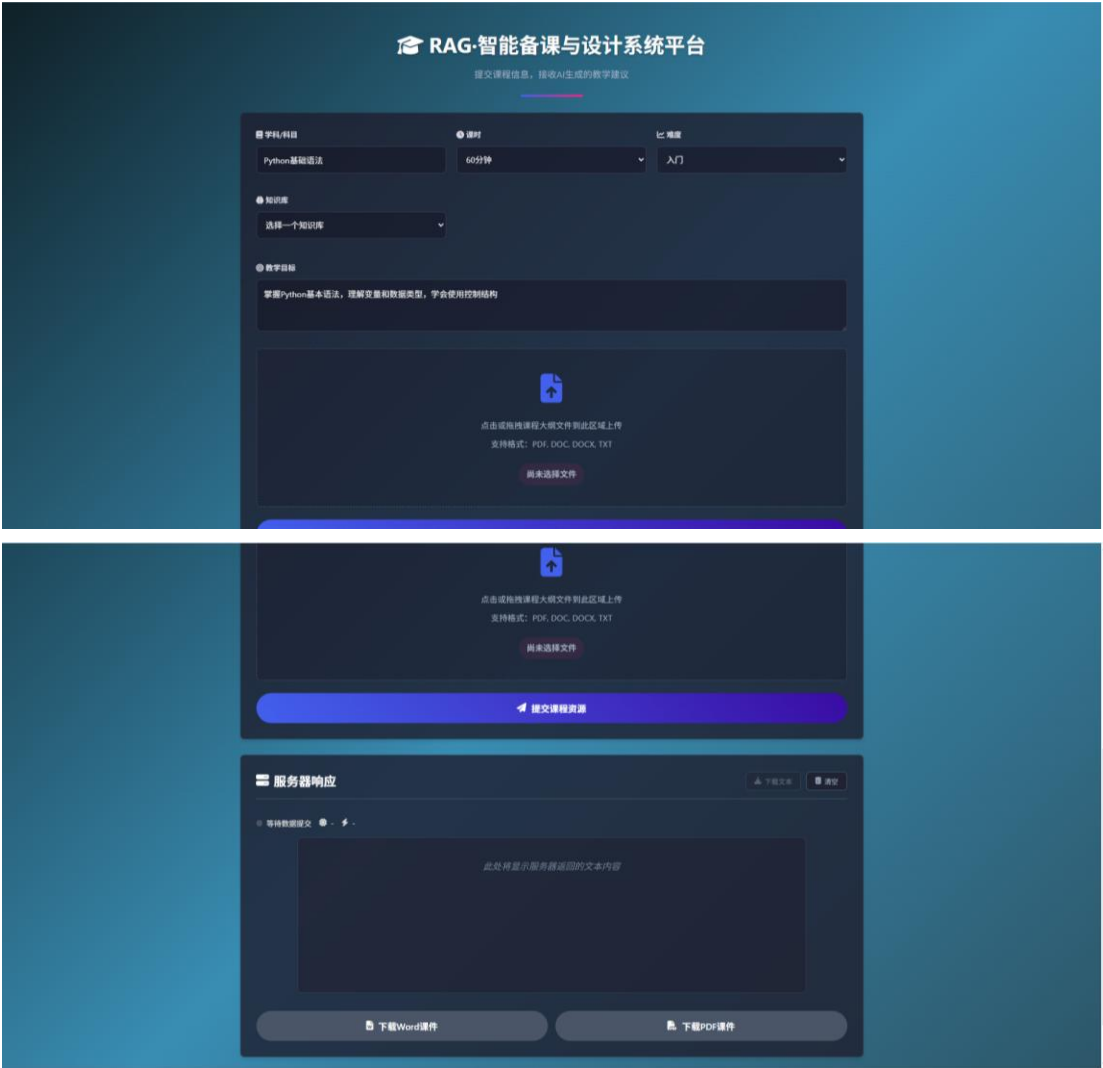 RAG·智能备课与设计系统平台
提交课程信息，接收AI生成的教学建议
学科/科目
课时
难度
Python基础语法
60分钟
入门
知识库
选择一个知识库
教学目标
掌握Python基本语法，理解变量和数据类型，学会使用控制结构
点击或拖拽课程大纲文件到此区域上传
支持格式：PDF, DOC, DOCX, TXT
尚未选择文件
点击或拖拽课程大纲文件到此区域上传
支持格式：PDF, DOC, DOCX, TXT
尚未选择文件
提交课程资源
服务器响应
下载文本
清空
等待数据提交 - -
此处将显示服务器返回的文本内容
下载Word课件
下载PDF课件